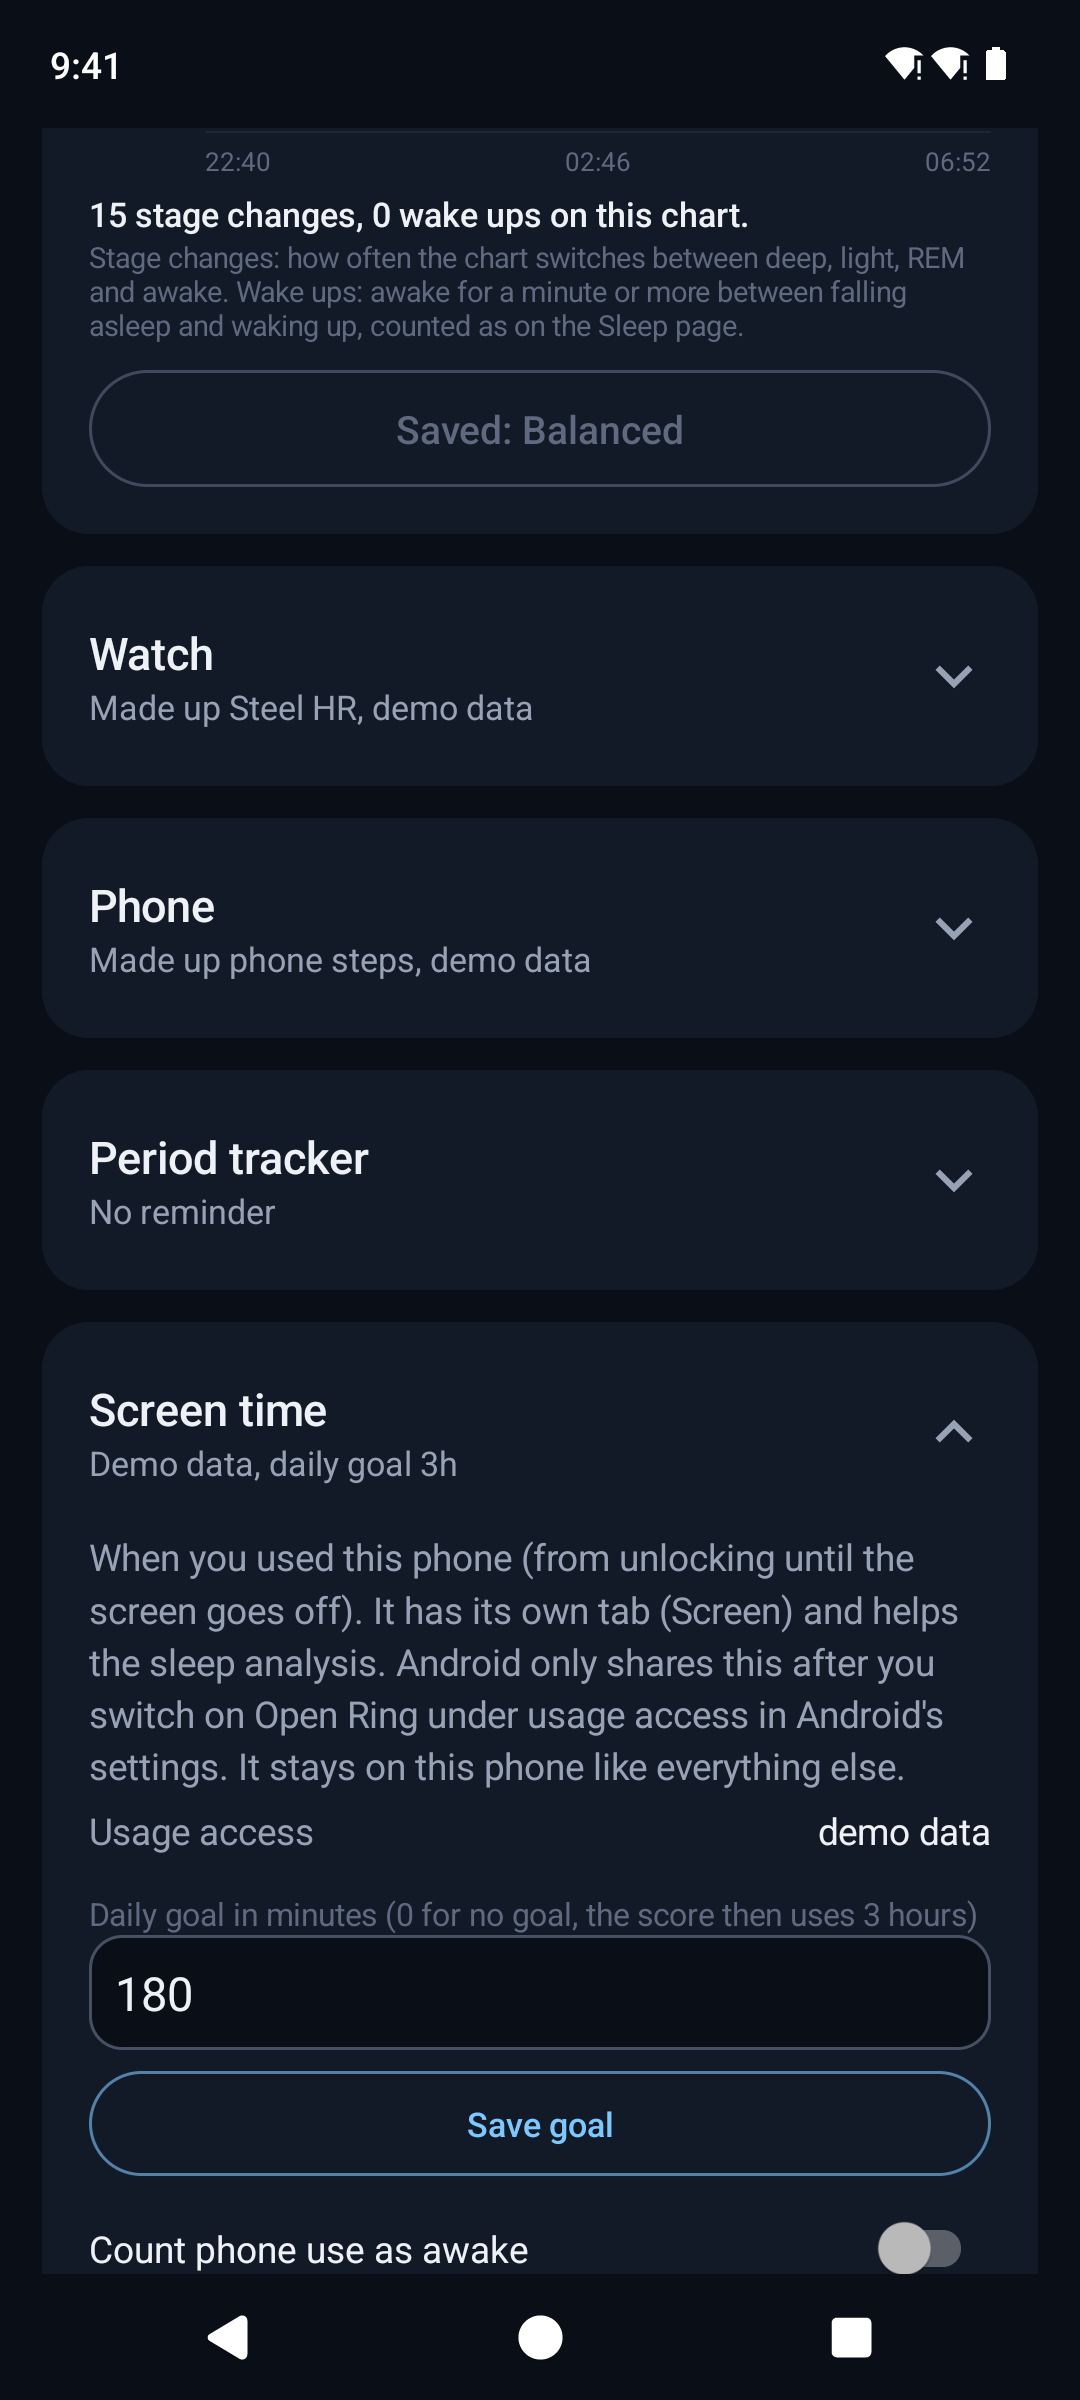 9:41
22:40 02:46 06:52
15 stage changes, 0 wake ups on this chart.
Stage changes: how often the chart switches between deep, light, REM
and awake. Wake ups: awake for a minute or more between falling
asleep and waking up, counted as on the Sleep page.
Saved: Balanced
Watch
Made up Steel HR, demo data
Phone
Made up phone steps, demo data
Period tracker
No reminder
Screen time
Demo data, daily goal 3h
When you used this phone (from unlocking until the
screen goes off). It has its own tab (Screen) and helps
the sleep analysis. Android only shares this after you
switch on Open Ring under usage access in Android's
settings. It stays on this phone like everything else.
Usage access demo data
Daily goal in minutes (0 for no goal, the score then uses 3 hours)
180
Save goal
Count phone use as awake